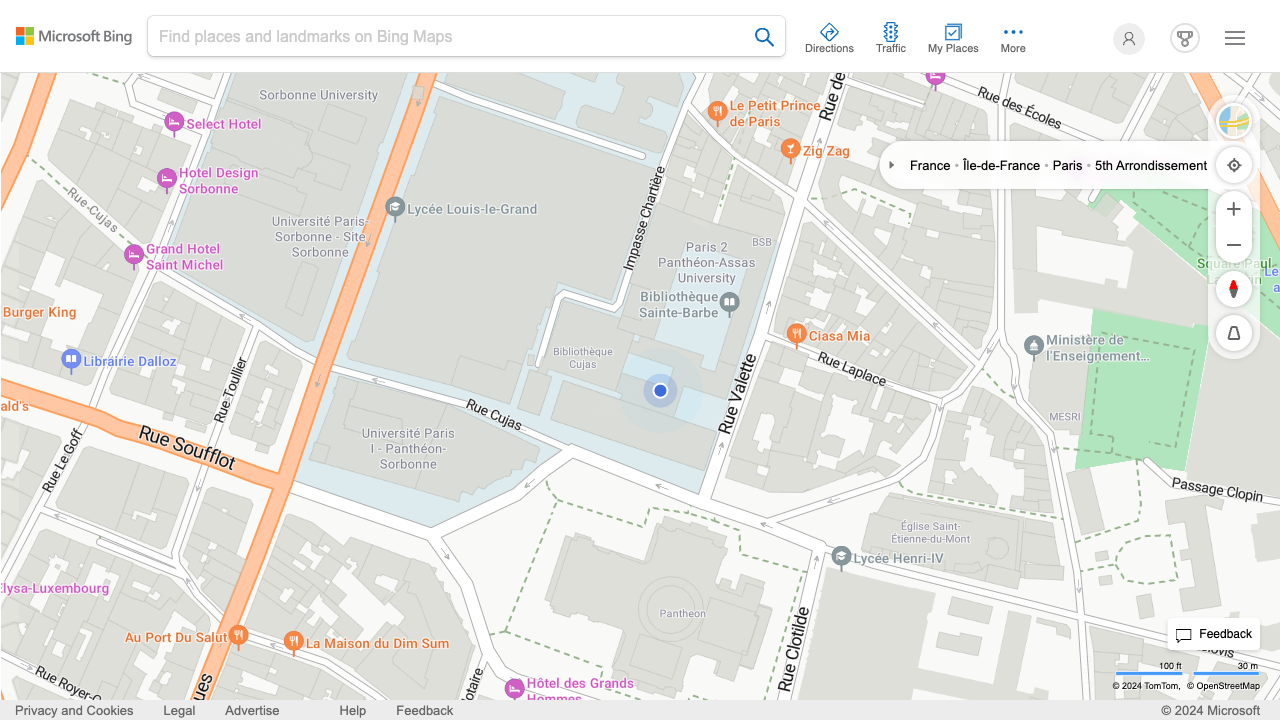 Microsoft Bing
Find places and landmarks on Bing Maps
Directions
Traffic
My Places
More
Sorbonne University
Select Hotel
Hotel Design
Sorbonne
Rue-Cujas
Grand Hotel
Saint Michel
Burger King
Librairie Dalloz
ald's
Rue Toullier
Rue Le Goff
Rue Soufflot
Université Paris-
Sorbonne - Site
Sorbonne
Lycée Louis-le-Grand
Impasse Chartière
Le Petit Prince
de Paris
Rue de
Zig Zag
Rue des Écoles
France • Île-de-France • Paris • 5th Arrondissement
Paris 2
Panthéon-Assas
University
BSB
Bibliothèque
Sainte-Barbe
Bibliothèque
Cujas
Ciasa Mia
Rue Laplace
Rue Valette
Rue Cujas
Université Paris
I - Panthéon-
Sorbonne
Square Paul
Le
a
Ministère de
l'Enseignement...
MESRI
Passage Clopin
Église Saint-
Étienne-du-Mont
Lycée Henri-IV
Pantheon
Rue Clotilde
Elysa-Luxembourg
Au Port Du Salut
La Maison du Dim Sum
Rue Royer-C
ues
otaire
Hôtel des Grands
Hommes
Feedback
lovis
100 ft
30 m
© 2024 TomTom, © OpenStreetMap
Privacy and Cookies
Legal
Advertise
Help
Feedback
© 2024 Microsoft